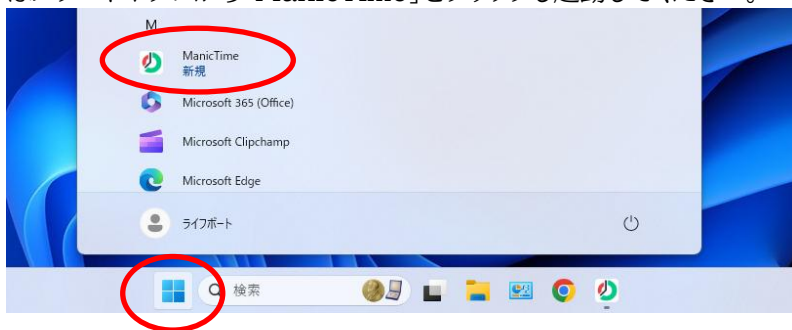 M
ManicTime
新規
Microsoft 365 (Office)
Microsoft Clipchamp
Microsoft Edge
ライフボート
検索